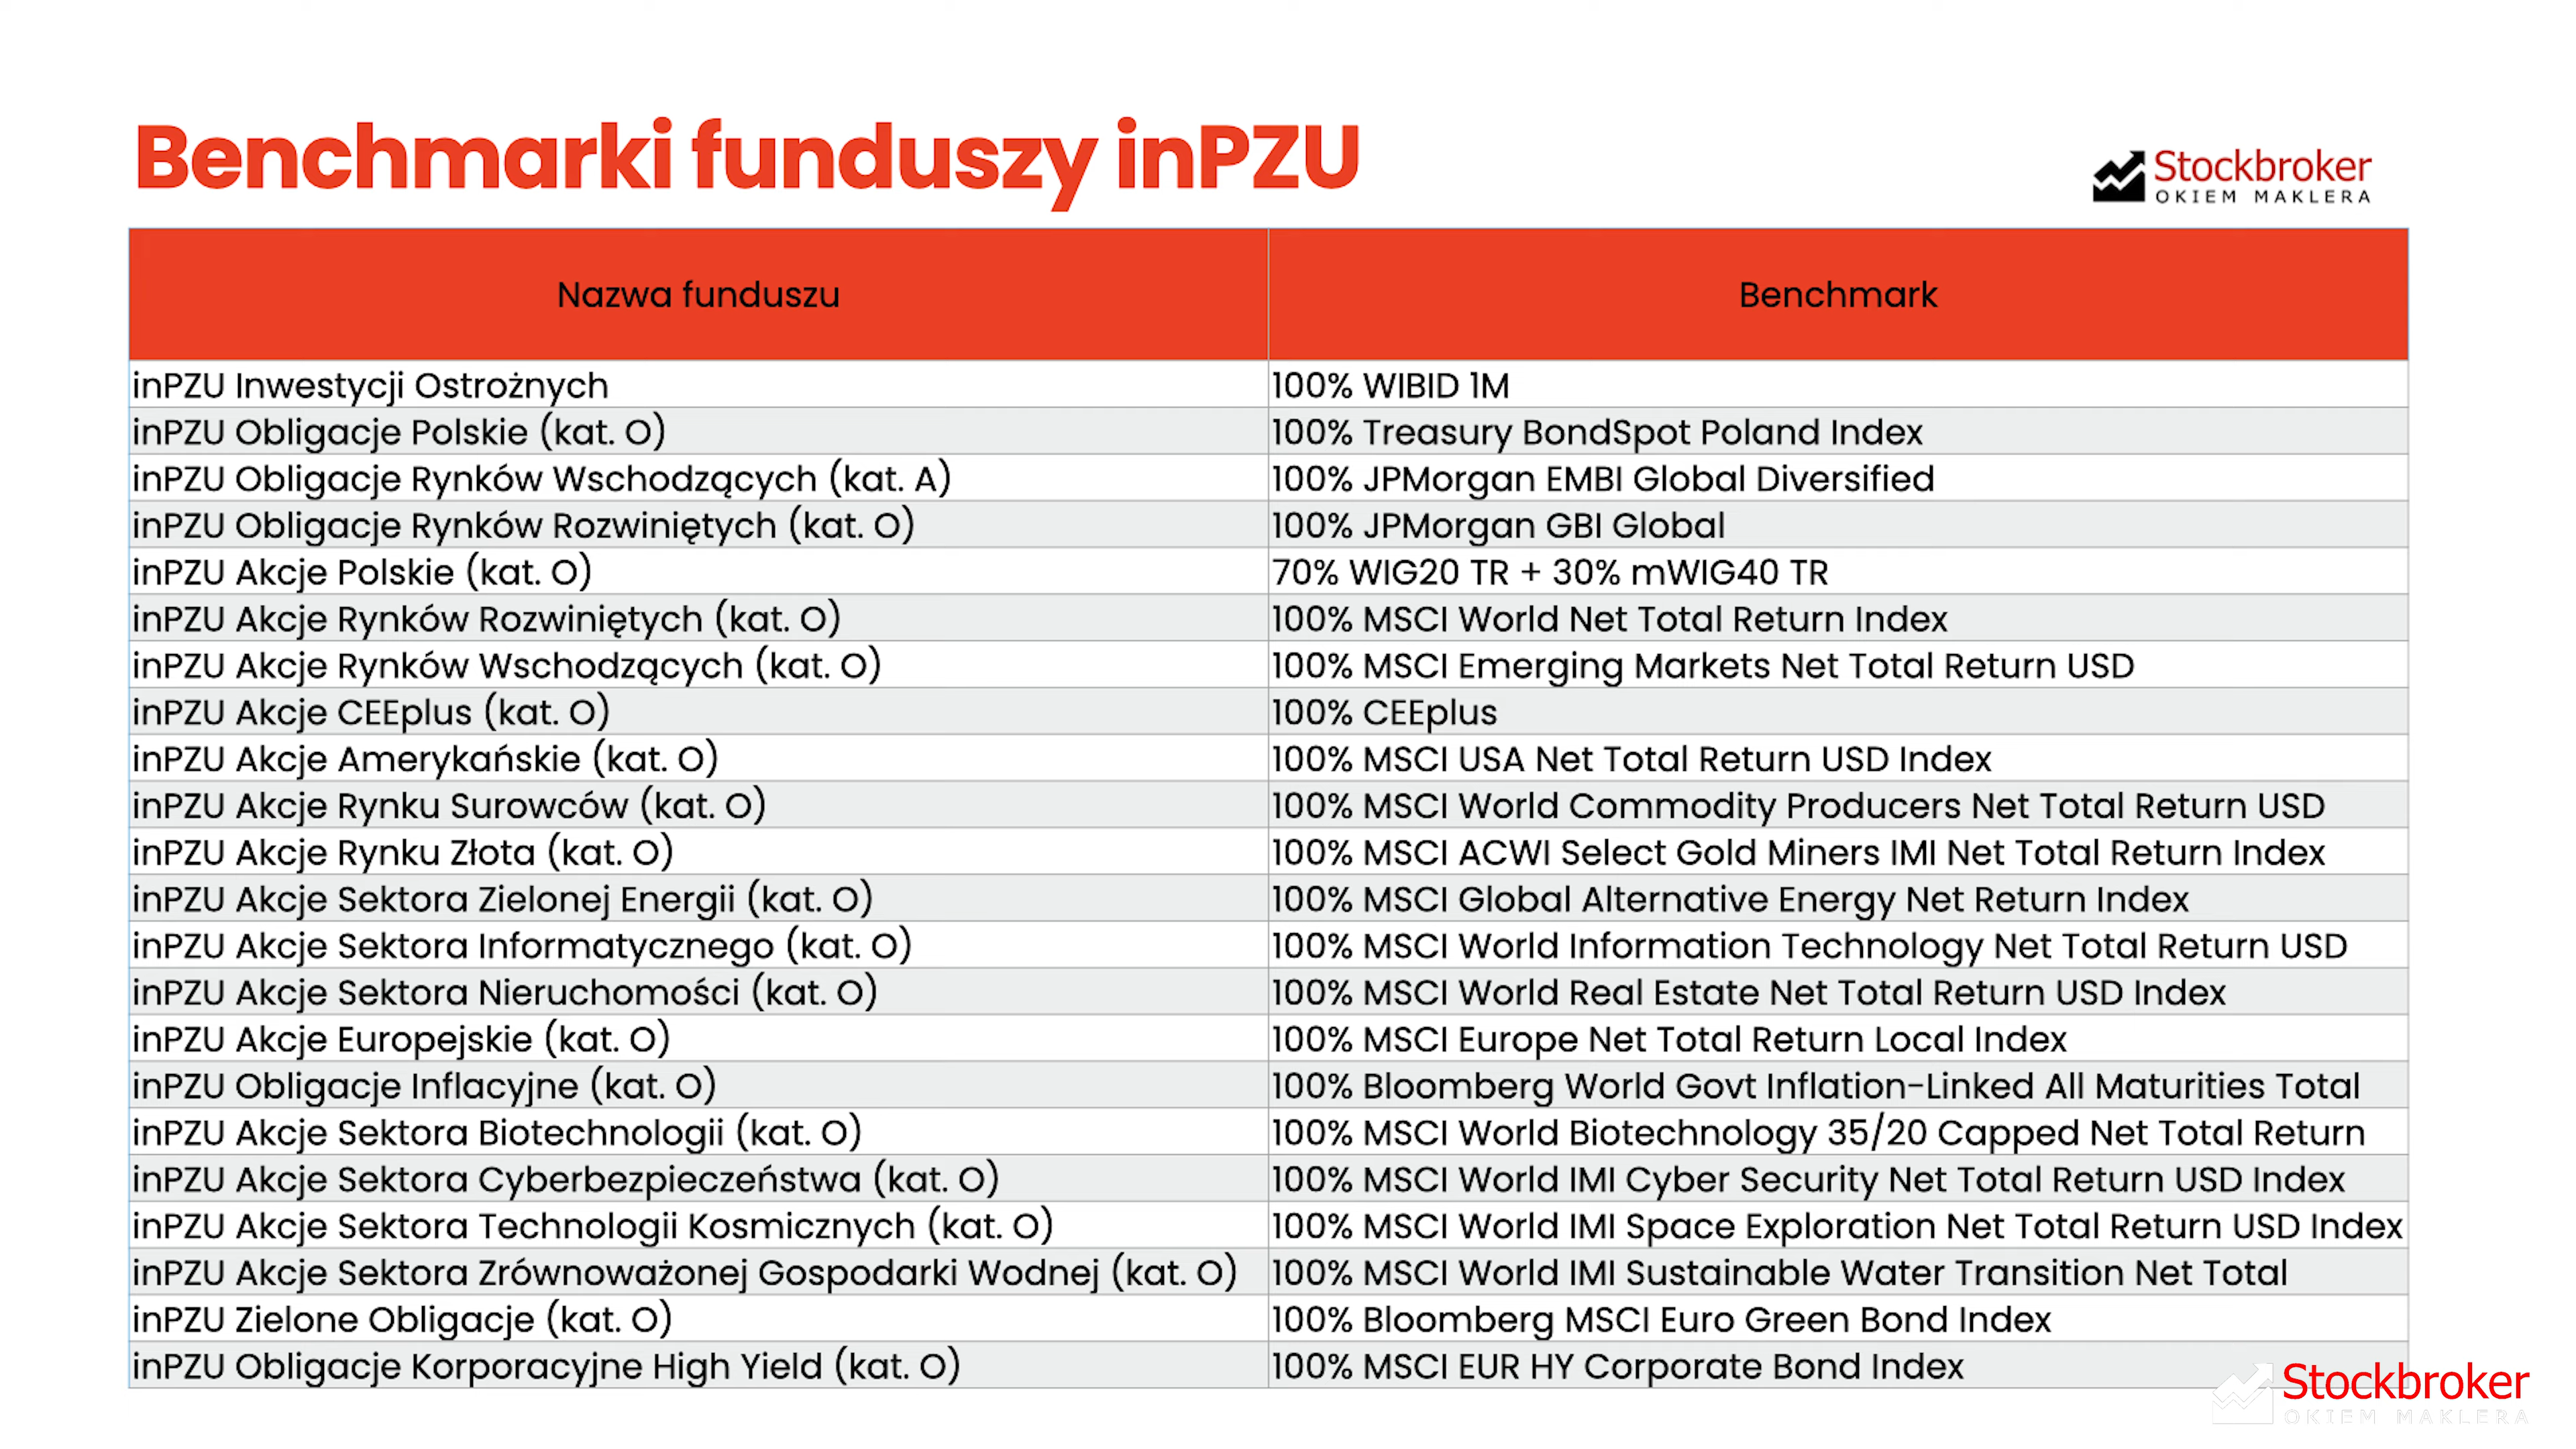 Benchmarki funduszy inPZU
Stockbroker
OKIEM MAKLERA
Nazwa funduszu Benchmark
inPZU Inwestycji Ostrożnych 100% WIBID 1M
inPZU Obligacje Polskie (kat. O) 100% Treasury BondSpot Poland Index
inPZU Obligacje Rynków Wschodzących (kat. A) 100% JPMorgan EMBI Global Diversified
inPZU Obligacje Rynków Rozwiniętych (kat. O) 100% JPMorgan GBI Global
inPZU Akcje Polskie (kat. O) 70% WIG20 TR + 30% mWIG40 TR
inPZU Akcje Rynków Rozwiniętych (kat. O) 100% MSCI World Net Total Return Index
inPZU Akcje Rynków Wschodzących (kat. O) 100% MSCI Emerging Markets Net Total Return USD
inPZU Akcje CEEplus (kat. O) 100% CEEplus
inPZU Akcje Amerykańskie (kat. O) 100% MSCI USA Net Total Return USD Index
inPZU Akcje Rynku Surowców (kat. O) 100% MSCI World Commodity Producers Net Total Return USD
inPZU Akcje Rynku Złota (kat. O) 100% MSCI ACWI Select Gold Miners IMI Net Total Return Index
inPZU Akcje Sektora Zielonej Energii (kat. O) 100% MSCI Global Alternative Energy Net Return Index
inPZU Akcje Sektora Informatycznego (kat. O) 100% MSCI World Information Technology Net Total Return USD
inPZU Akcje Sektora Nieruchomości (kat. O) 100% MSCI World Real Estate Net Total Return USD Index
inPZU Akcje Europejskie (kat. O) 100% MSCI Europe Net Total Return Local Index
inPZU Obligacje Inflacyjne (kat. O) 100% Bloomberg World Govt Inflation-Linked All Maturities Total
inPZU Akcje Sektora Biotechnologii (kat. O) 100% MSCI World Biotechnology 35/20 Capped Net Total Return
inPZU Akcje Sektora Cyberbezpieczeństwa (kat. O) 100% MSCI World IMI Cyber Security Net Total Return USD Index
inPZU Akcje Sektora Technologii Kosmicznych (kat. O) 100% MSCI World IMI Space Exploration Net Total Return USD Index
inPZU Akcje Sektora Zrównoważonej Gospodarki Wodnej (kat. O) 100% MSCI World IMI Sustainable Water Transition Net Total
inPZU Zielone Obligacje (kat. O) 100% Bloomberg MSCI Euro Green Bond Index
inPZU Obligacje Korporacyjne High Yield (kat. O) 100% MSCI EUR HY Corporate Bond Index
Stockbroker
OKIEM MAKLERA